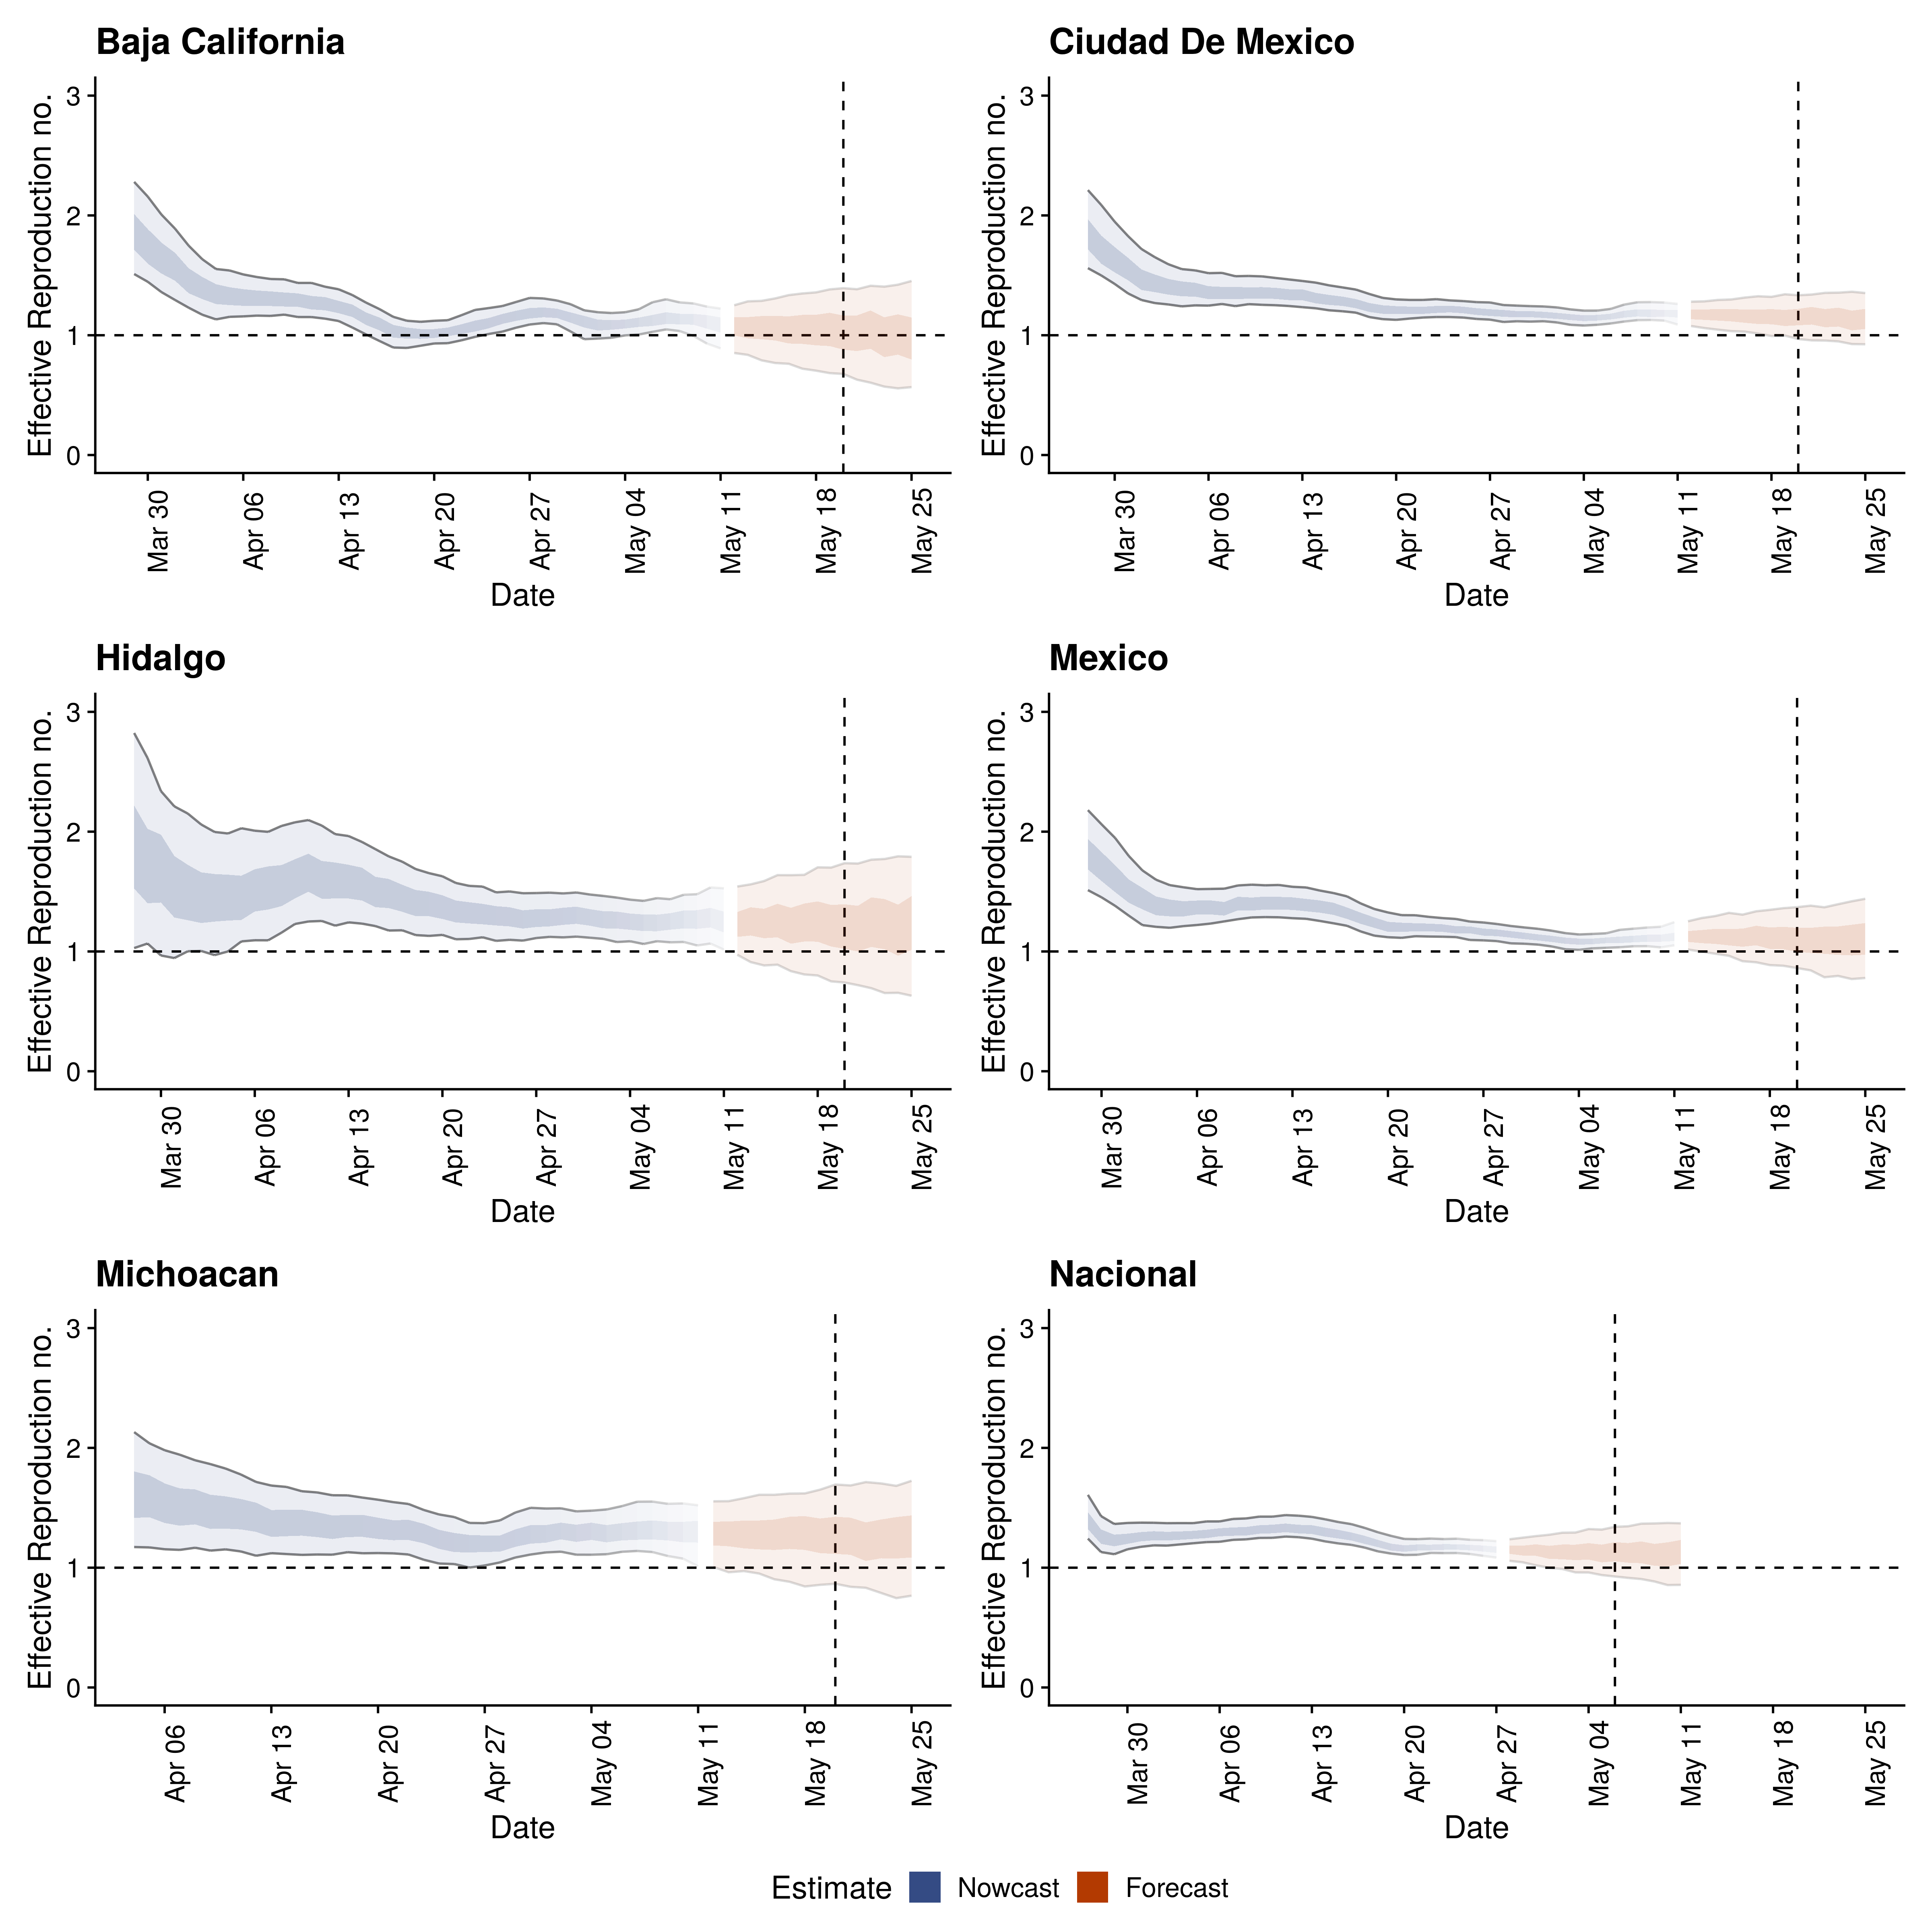 Baja California
Effective Reproduction no.
3
2
1
0
Mar 30
Apr 06
Apr 13
Apr 20
Apr 27
May 04
May 11
May 18
May 25
Date
Ciudad De Mexico
Effective Reproduction no.
3
2
1
0
Mar 30
Apr 06
Apr 13
Apr 20
Apr 27
May 04
May 11
May 18
May 25
Date
Hidalgo
Effective Reproduction no.
3
2
1
0
Mar 30
Apr 06
Apr 13
Apr 20
Apr 27
May 04
May 11
May 18
May 25
Date
Mexico
Effective Reproduction no.
3
2
1
0
Mar 30
Apr 06
Apr 13
Apr 20
Apr 27
May 04
May 11
May 18
May 25
Date
Michoacan
Effective Reproduction no.
3
2
1
0
Apr 06
Apr 13
Apr 20
Apr 27
May 04
May 11
May 18
May 25
Date
Nacional
Effective Reproduction no.
3
2
1
0
Mar 30
Apr 06
Apr 13
Apr 20
Apr 27
May 04
May 11
May 18
May 25
Date
Estimate Nowcast Forecast